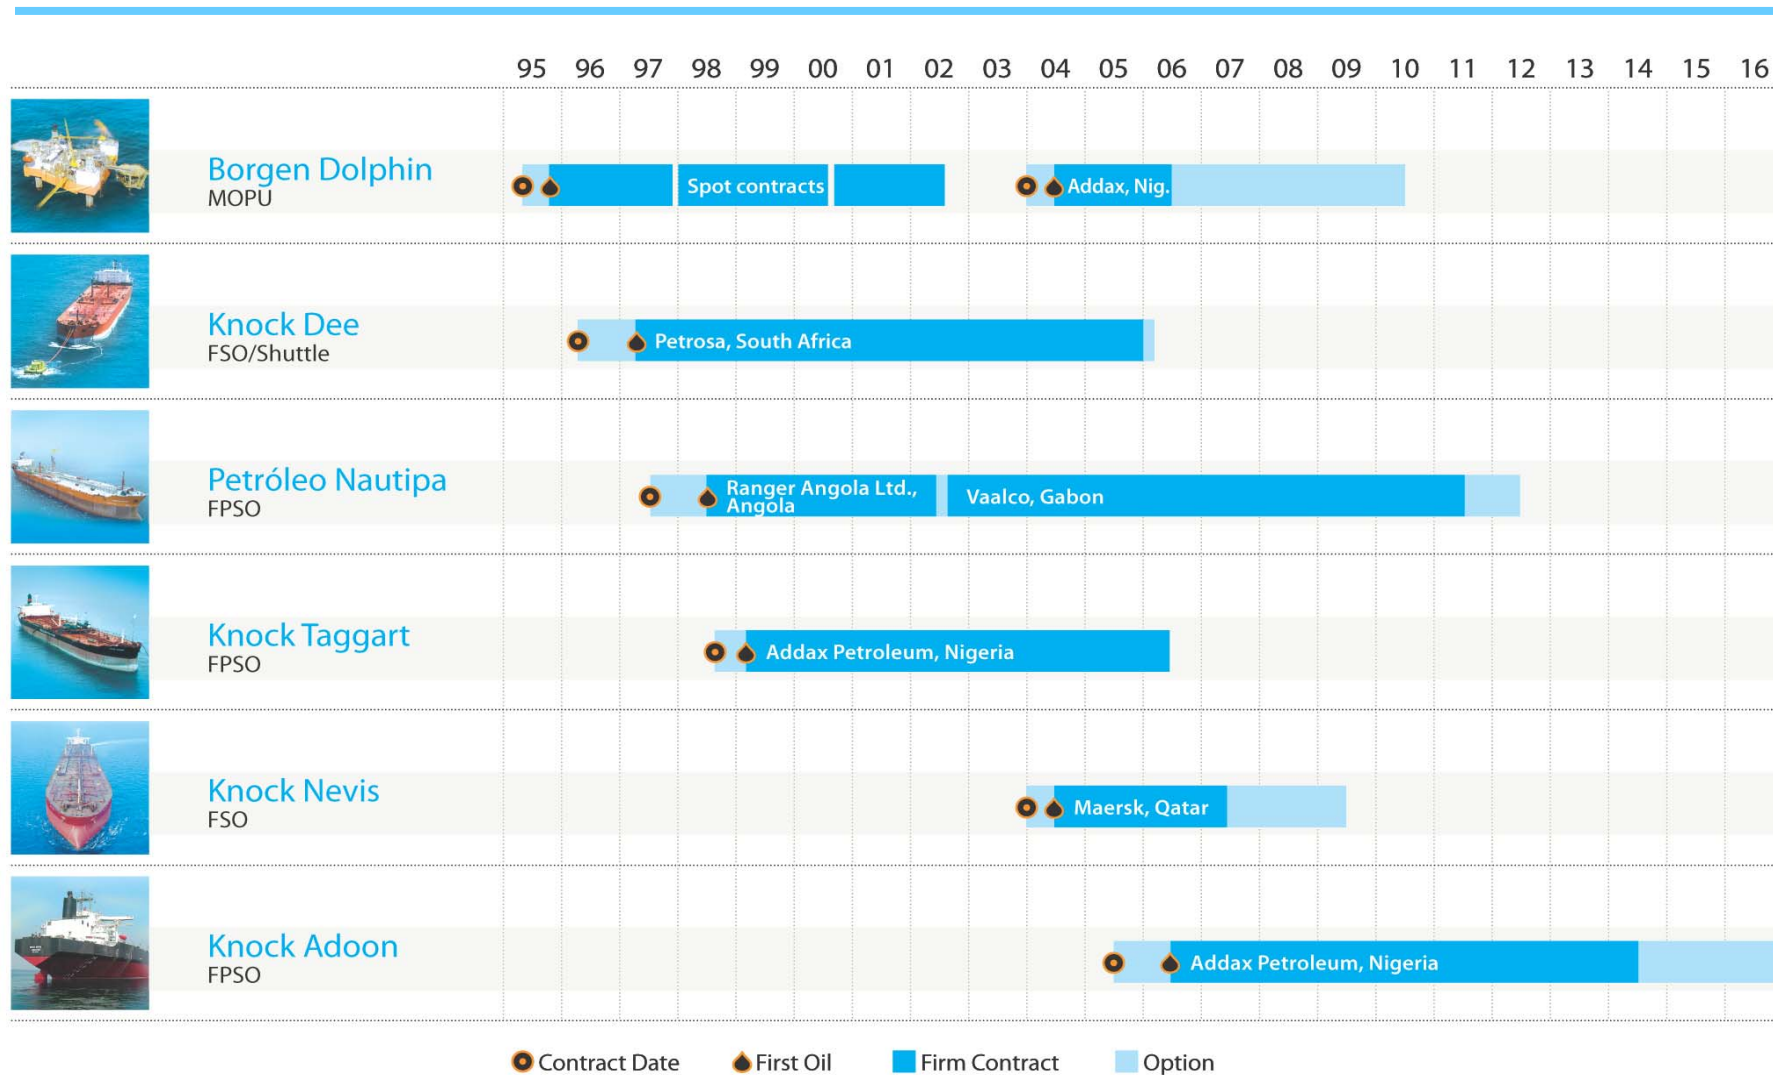 95 96 97 98 99 00 01 02 03 04 05 06 07 08 09 10 11 12 13 14 15 16
Borgen Dolphin
MOPU
Spot contracts
Addax, Nig.
Knock Dee
FSO/Shuttle
Petrosa, South Africa
Petróleo Nautipa
FPSO
Ranger Angola Ltd.,
Angola
Vaalco, Gabon
Knock Taggart
FPSO
Addax Petroleum, Nigeria
Knock Nevis
FSO
Maersk, Qatar
Knock Adoon
FPSO
Addax Petroleum, Nigeria
Contract Date First Oil Firm Contract Option